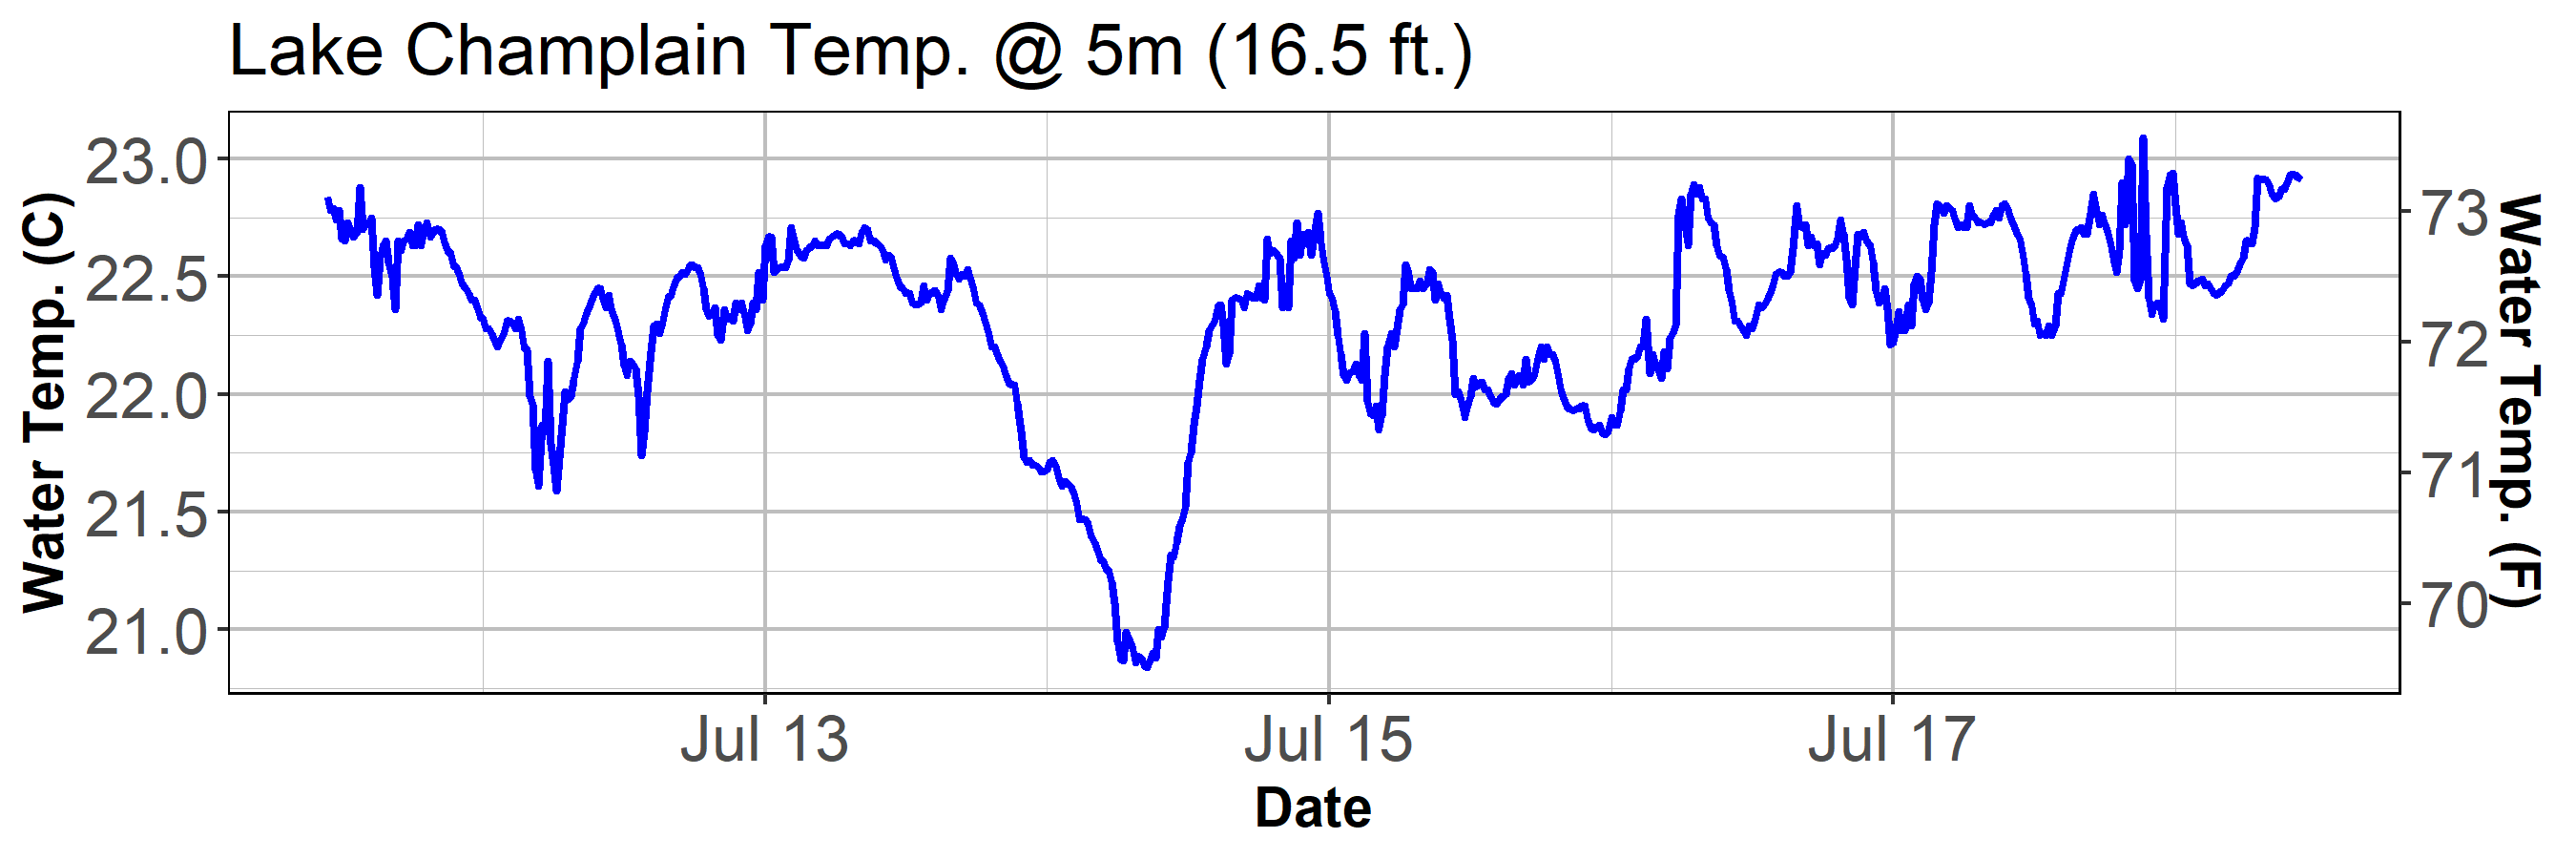 Lake Champlain Temp. @ 5m (16.5 ft.)
Water Temp. (C)
23.0
22.5
22.0
21.5
21.0
73
72
71
70
Water Temp. (F)
Jul 13 Jul 15 Jul 17
Date